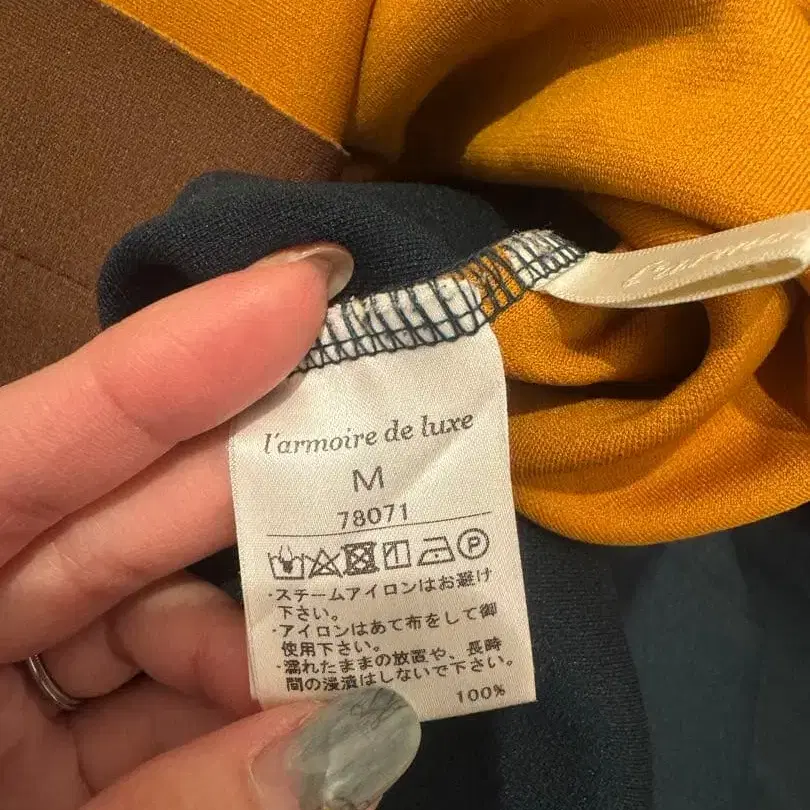 l'armoire de luxe
M
78071
P
・スチームアイロンはお避け
下さい。
・アイロンはあて布をして御
使用下さい。
・濡れたままの放置や、長時
間の浸漬はしないで下さい。
100%